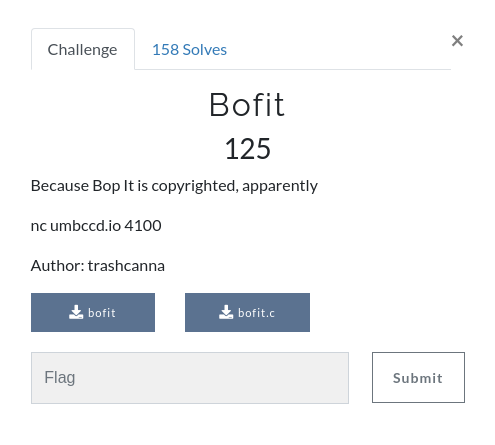 Challenge
158 Solves
×
Bofit
125
Because Bop It is copyrighted, apparently
nc umbccd.io 4100
Author: trashcanna
bofit
bofit.c
Flag
Submit